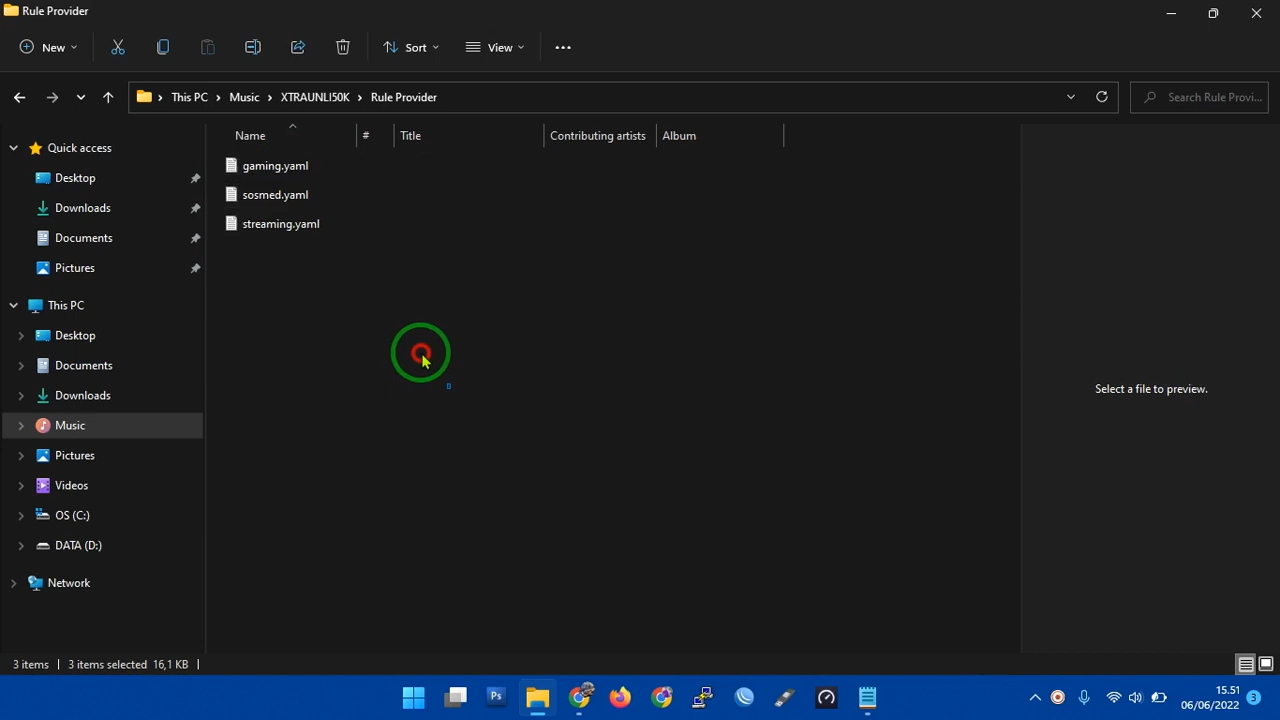 Rule Provider
New
Sort
View
This PC
Music
XTRAUNLI50K
Rule Provider
Search Rule Provi...
Name
#
Title
Contributing artists
Album
gaming.yaml
sosmed.yaml
streaming.yaml
Quick access
Desktop
Downloads
Documents
Pictures
This PC
Desktop
Documents
Downloads
Music
Pictures
Videos
OS (C:)
DATA (D:)
Network
Select a file to preview.
3 items
3 items selected 16,1 KB
Ps
15.51
06/06/2022
3